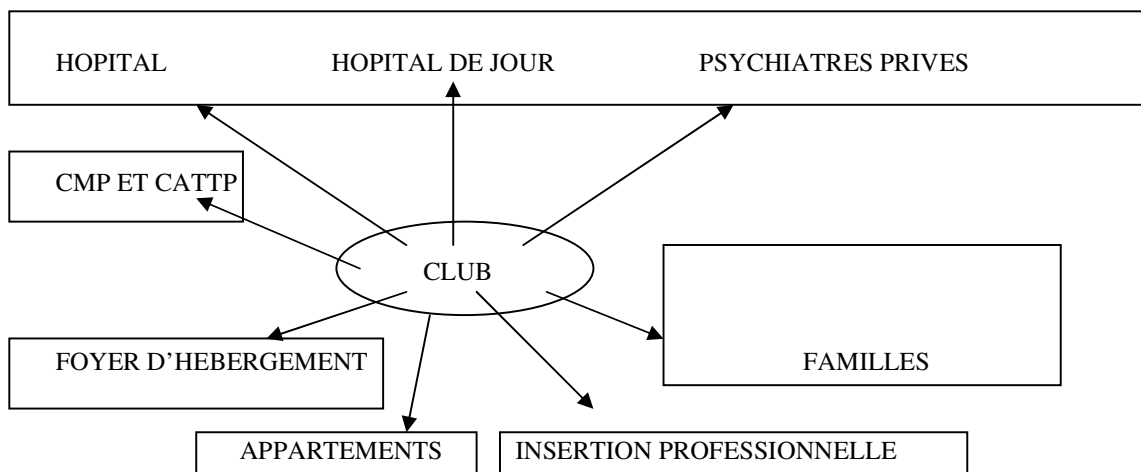 HOPITAL HOPITAL DE JOUR PSYCHIATRES PRIVES
CMP ET CATTP
CLUB
FOYER D’HEBERGEMENT FAMILLES
APPARTEMENTS INSERTION PROFESSIONNELLE